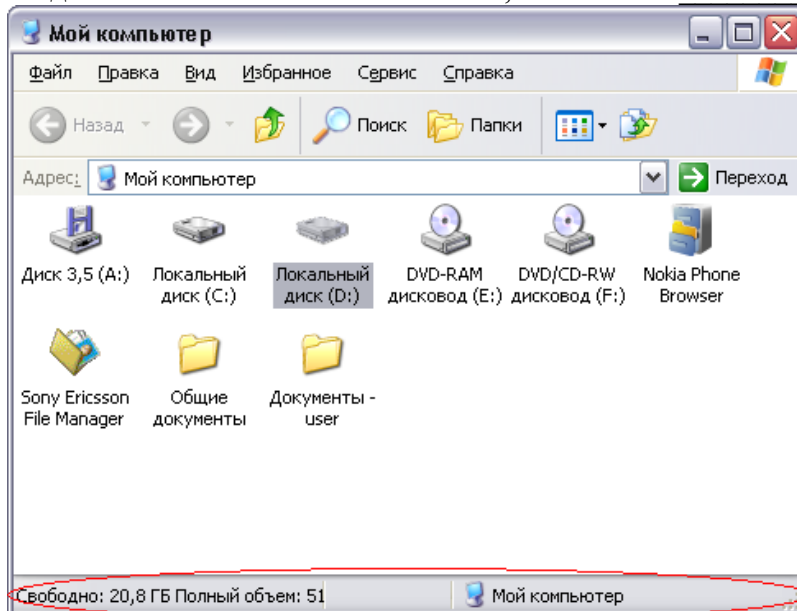 Мой компьютер
Файл Правка Вид Избранное Сервис Справка
Назад Поиск Папки
Адрес: Мой компьютер Переход
Диск 3,5 (A:) Локальный Локальный DVD-RAM DVD/CD-RW Nokia Phone
диск (C:) диск (D:) дисковод (E:) дисковод (F:) Browser
Sony Ericsson Общие Документы -
File Manager документы user
Свободно: 20,8 ГБ Полный объем: 51 Мой компьютер